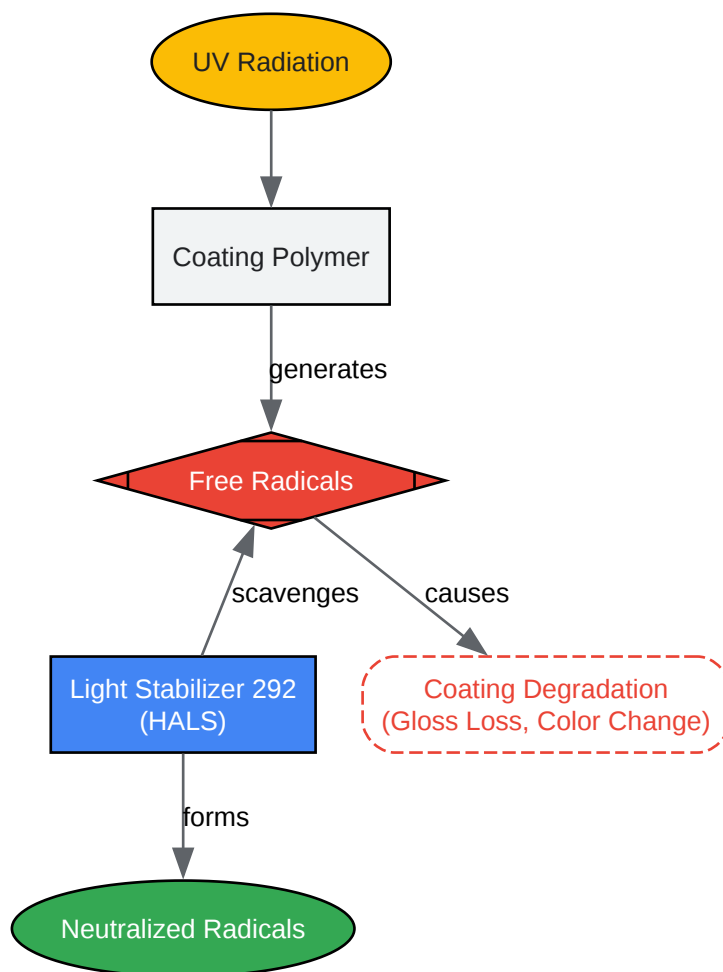 UV Radiation
Coating Polymer
generates
Free Radicals
scavenges
causes
Light Stabilizer 292
(HALS)
Coating Degradation
(Gloss Loss, Color Change)
forms
Neutralized Radicals